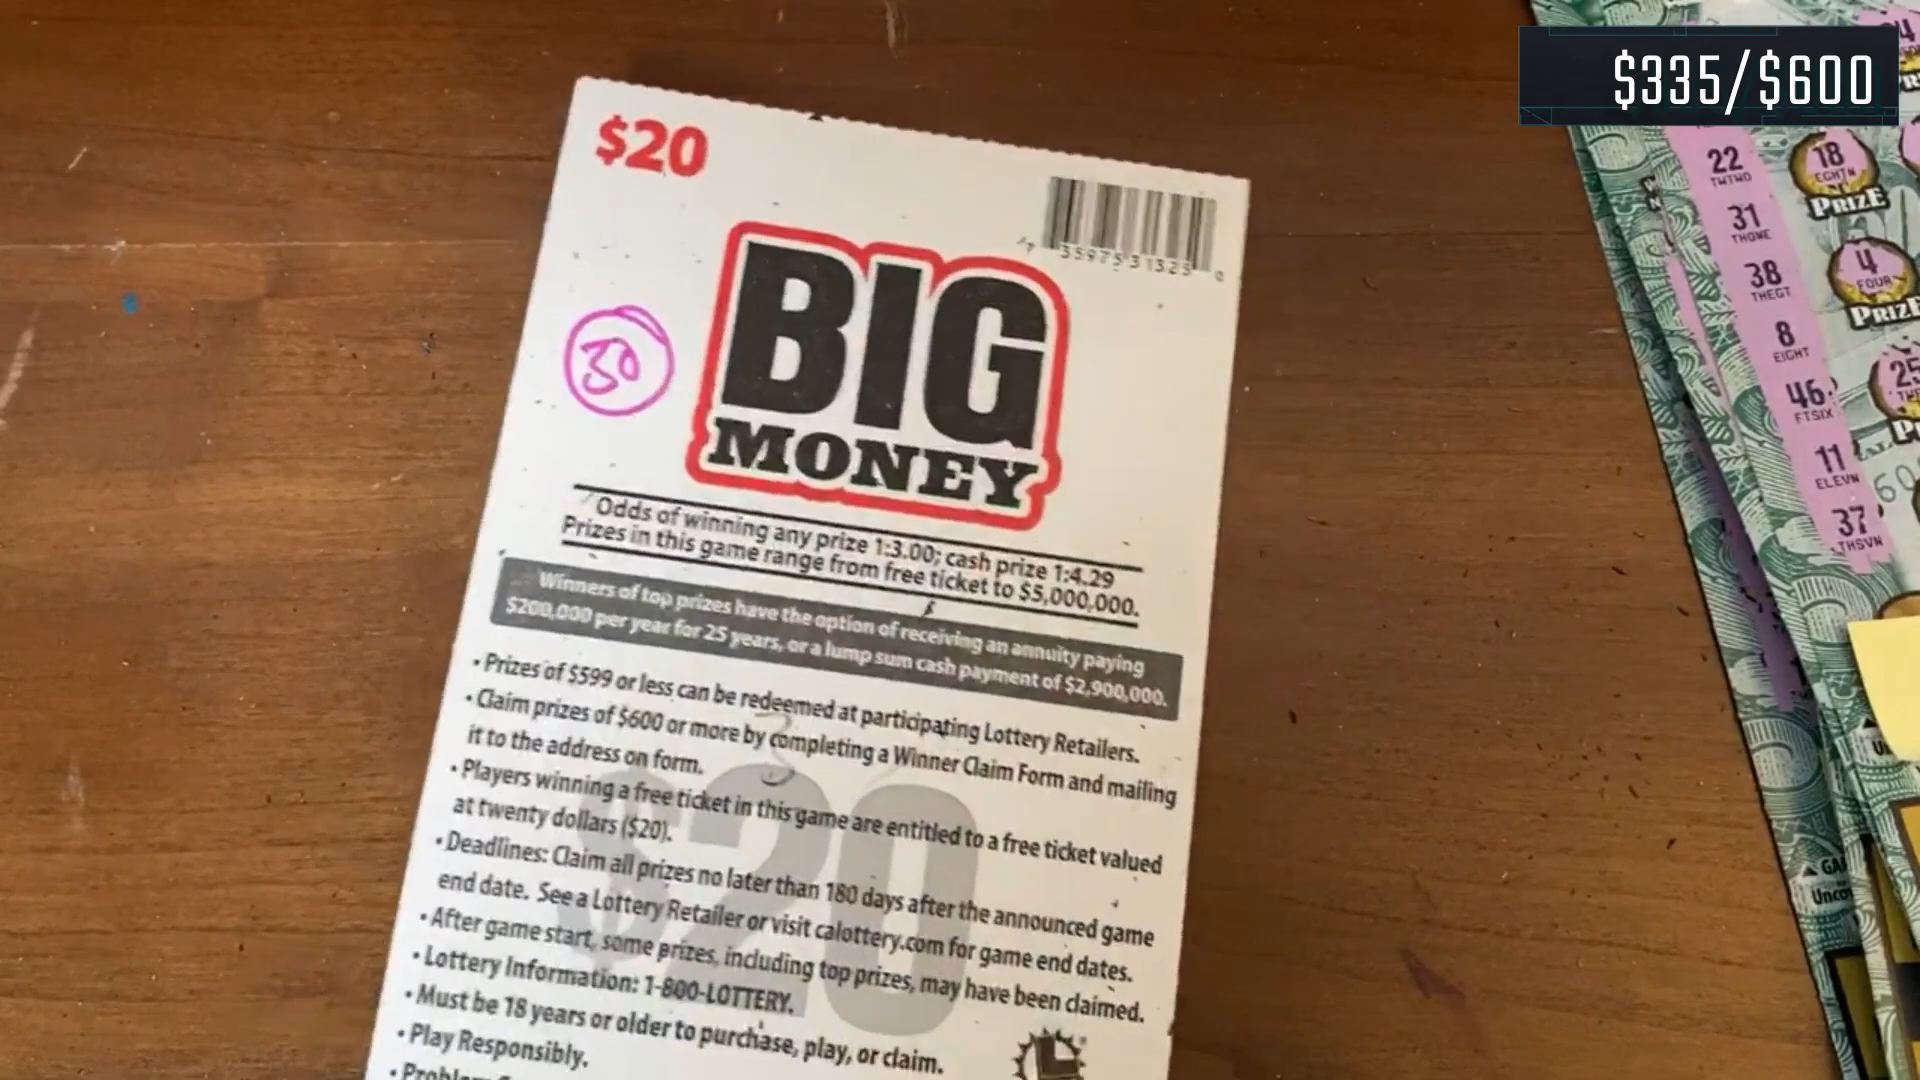 $335/$600
$20
3597531325
30
BIG
MONEY
Odds of winning any prize 1:3.00; cash prize 1:4.29
Prizes in this game range from free ticket to $5,000,000.
Winners of top prizes have the option of receiving an annuity paying
$200,000 per year for 25 years, or a lump sum cash payment of $2,900,000.
• Prizes of $599 or less can be redeemed at participating Lottery Retailers.
• Claim prizes of $600 or more by completing a Winner Claim Form and mailing
it to the address on form.
• Players winning a free ticket in this game are entitled to a free ticket valued
at twenty dollars ($20).
• Deadlines: Claim all prizes no later than 180 days after the announced game
end date. See a Lottery Retailer or visit calottery.com for game end dates.
• After game start, some prizes, including top prizes, may have been claimed.
• Lottery Information: 1-800-LOTTERY.
• Must be 18 years or older to purchase, play, or claim.
• Play Responsibly.
$20
22
TWTWO
31
THONE
38
THEGT
8
EIGHT
46
FTSIX
11
ELEVN
37
THSVN
18
EGHTN
PRIZE
4
FOUR
PRIZE
25